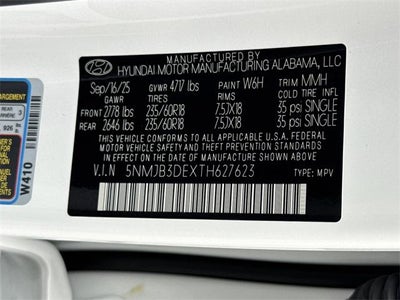 MANUFACTURED BY
HYUNDAI MOTOR MANUFACTURING ALABAMA, LLC
Sep/16/25 GVWR 4717 lbs PAINT W6H TRIM MMH
GAWR TIRES RIMS COLD TIRE INFL
FRONT 2778 lbs 235/60R18 7.5JX18 35 psi SINGLE
REAR 2646 lbs 235/60R18 7.5JX18 35 psi SINGLE
THIS VEHICLE CONFORMS TO ALL APPLICABLE U.S. FEDERAL
MOTOR VEHICLE SAFETY AND THEFT PREVENTION STANDARDS IN
EFFECT ON THE DATE OF MANUFACTURE SHOWN ABOVE.
V.I.N 5NMJB3DEXTH627623 TYPE: MPV
W410
926